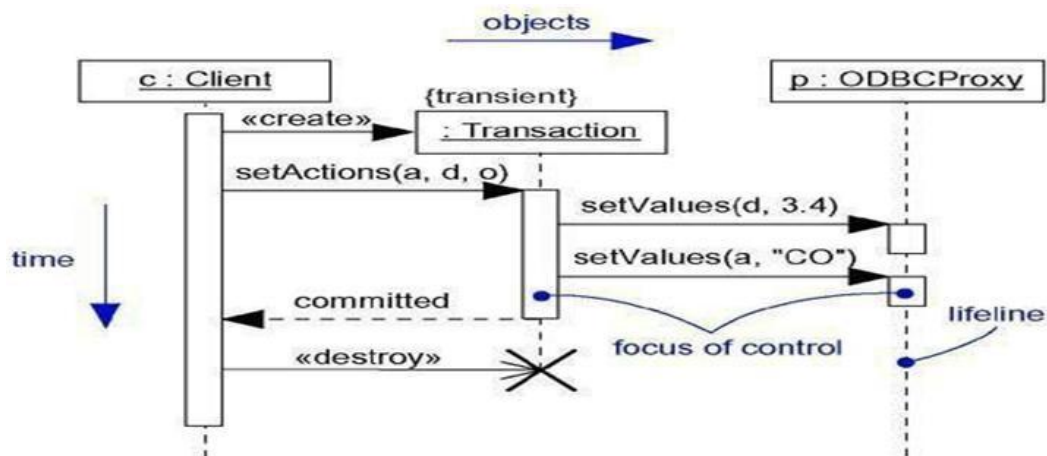 objects
c : Client
p : ODBCProxy
{transient}
«create»
: Transaction
setActions(a, d, o)
setValues(d, 3.4)
time
setValues(a, "CO")
committed
lifeline
focus of control
«destroy»